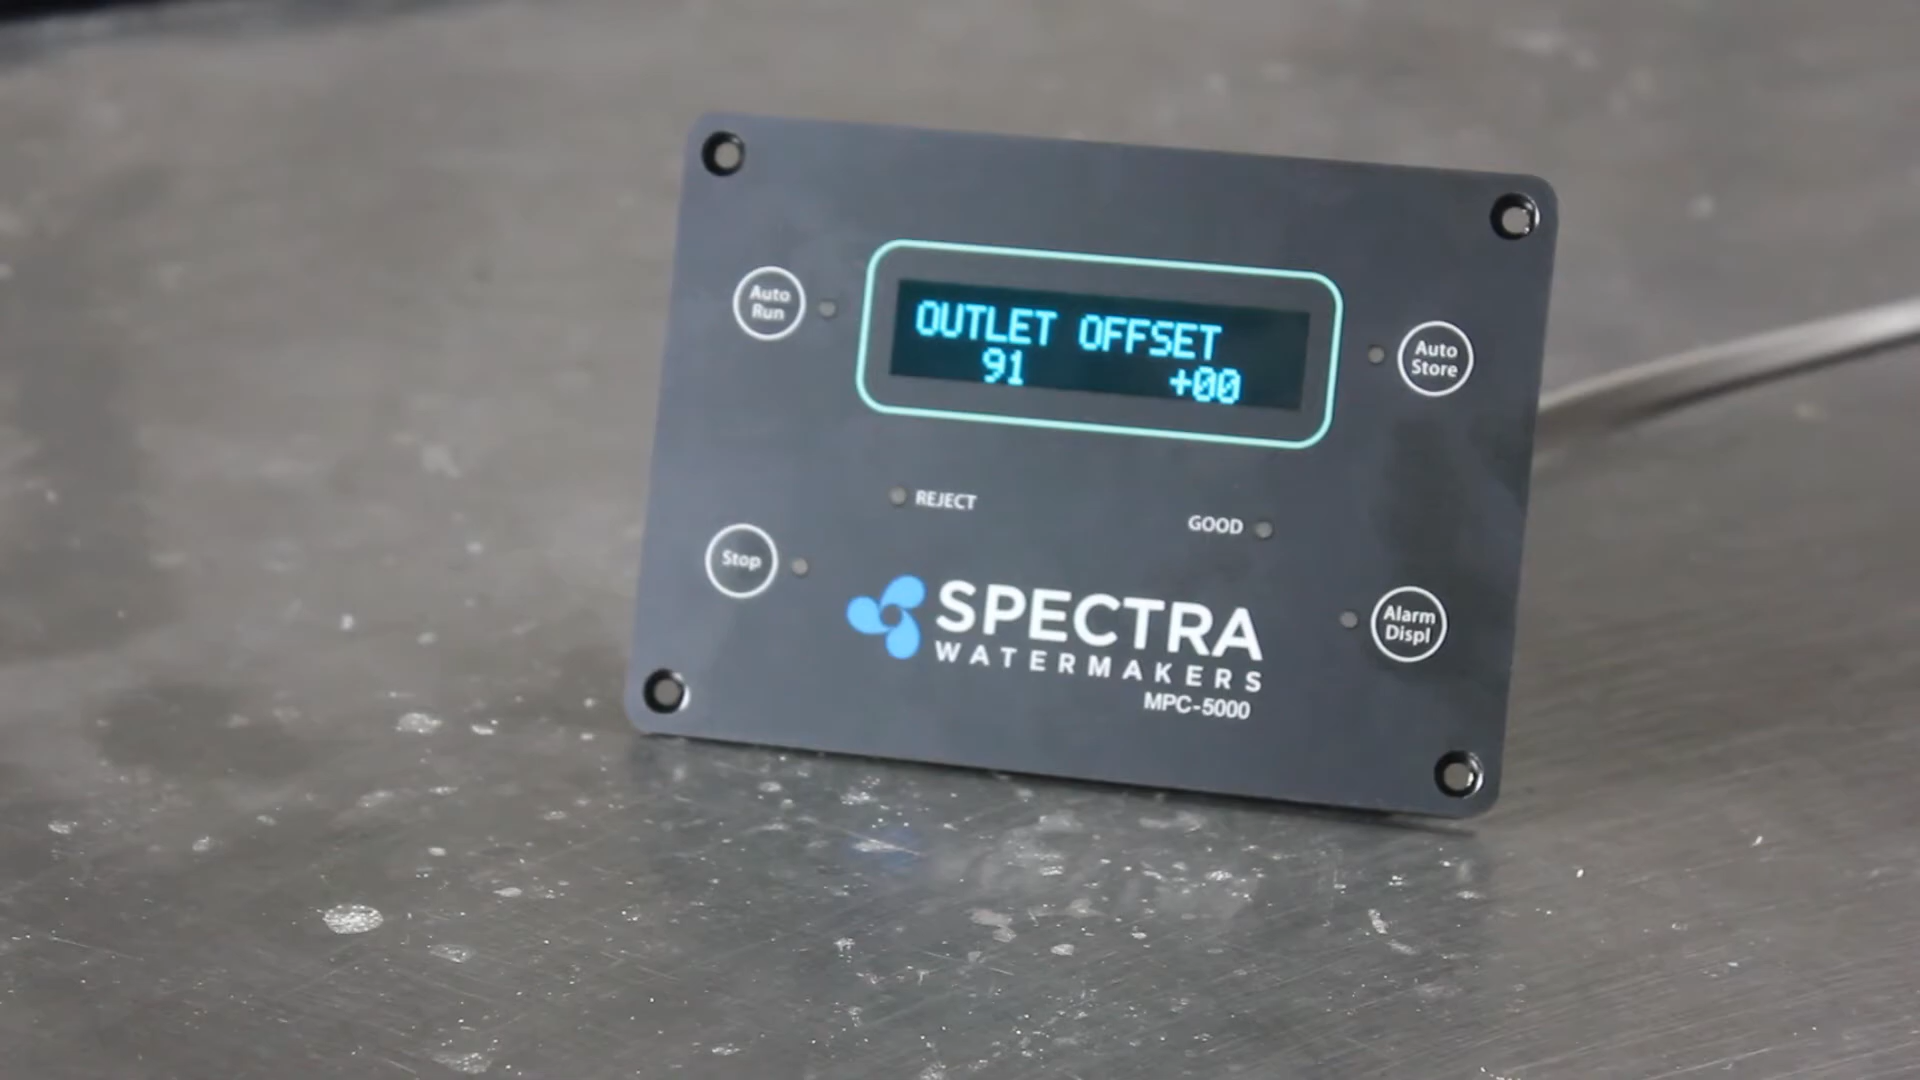 OUTLET OFFSET
91 +00
Auto
Run
Auto
Store
REJECT
GOOD
Stop
Alarm
Displ
SPECTRA
WATERMAKERS
MPC-5000